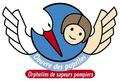 Œuvre des pupilles
Orphelins de sapeurs pompiers